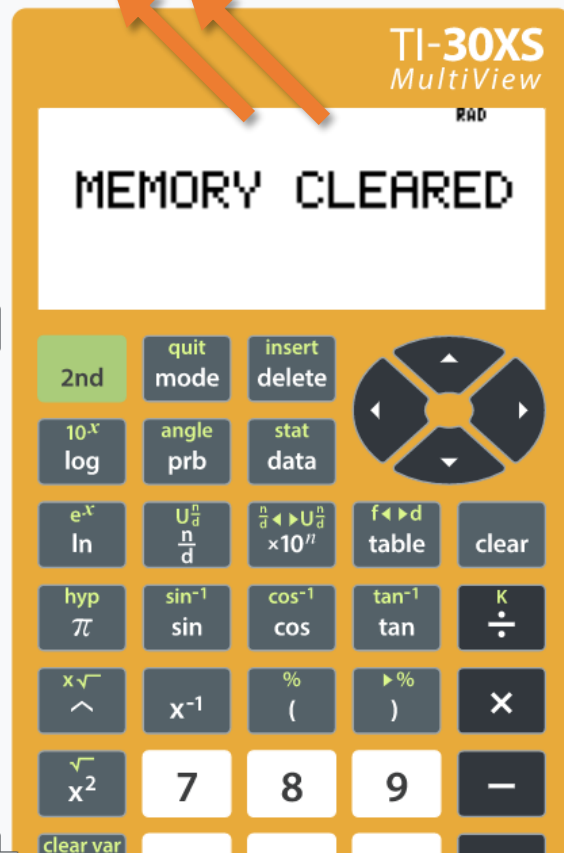 TI-30XS
MultiView
RAD
MEMORY CLEARED
quit insert
2nd mode delete
10^x angle stat
log prb data
e^x U n/d n/d ◂ ▸ U n/d f ◂ ▸ d
ln n/d ×10^n table clear
hyp sin⁻¹ cos⁻¹ tan⁻¹ K
π sin cos tan ÷
x√ % ▸%
^ x⁻¹ ( ) ×
√
x² 7 8 9 −
clear var